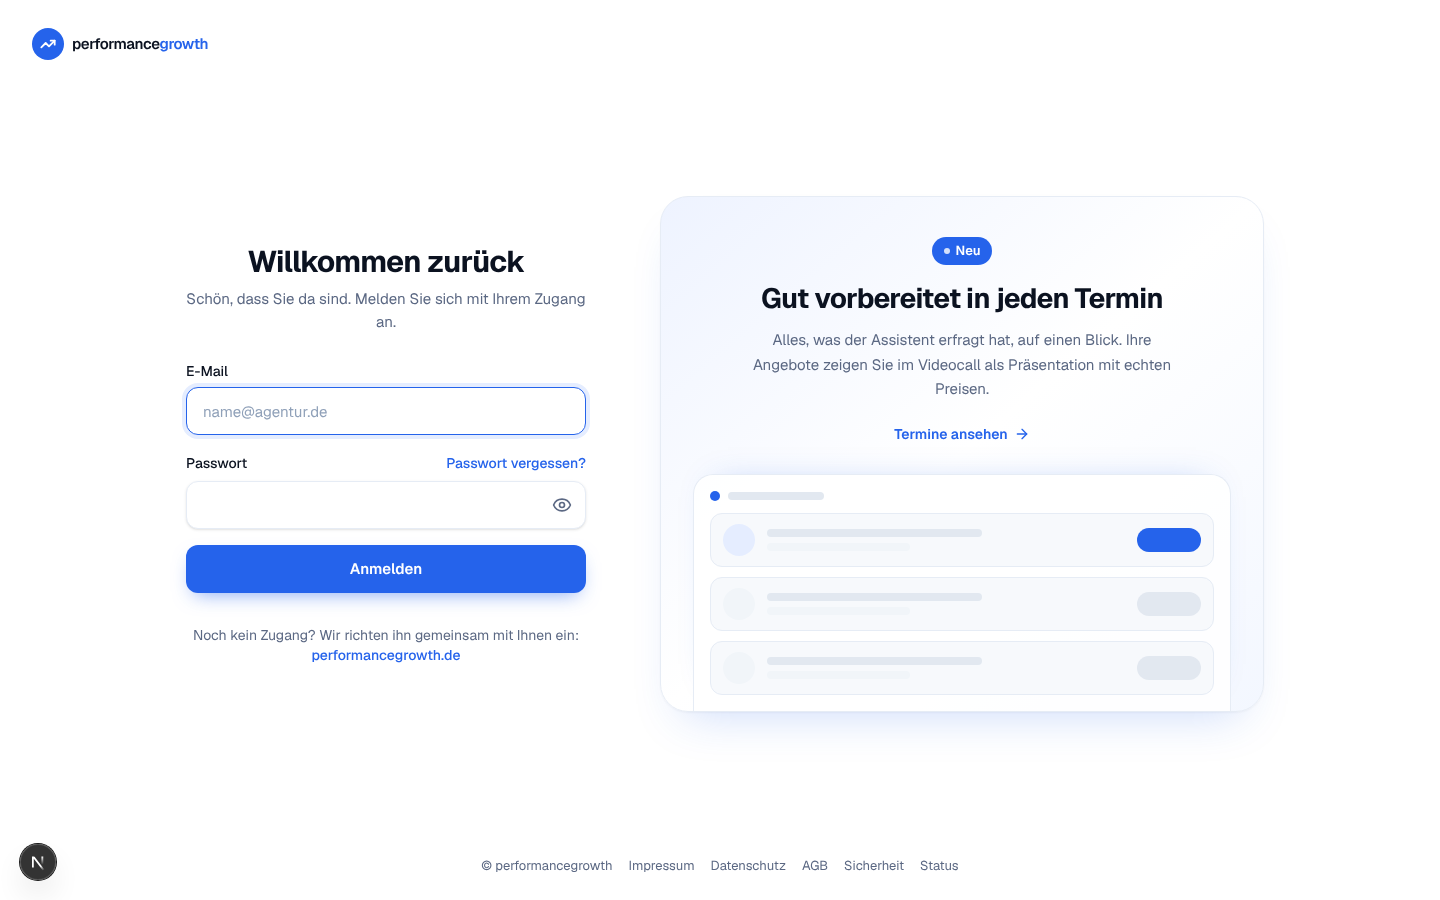 performancegrowth
Willkommen zurück
Schön, dass Sie da sind. Melden Sie sich mit Ihrem Zugang
an.
E-Mail
name@agentur.de
Passwort
Passwort vergessen?
Anmelden
Noch kein Zugang? Wir richten ihn gemeinsam mit Ihnen ein:
performancegrowth.de
Neu
Gut vorbereitet in jeden Termin
Alles, was der Assistent erfragt hat, auf einen Blick. Ihre
Angebote zeigen Sie im Videocall als Präsentation mit echten
Preisen.
Termine ansehen →
N
© performancegrowth Impressum Datenschutz AGB Sicherheit Status